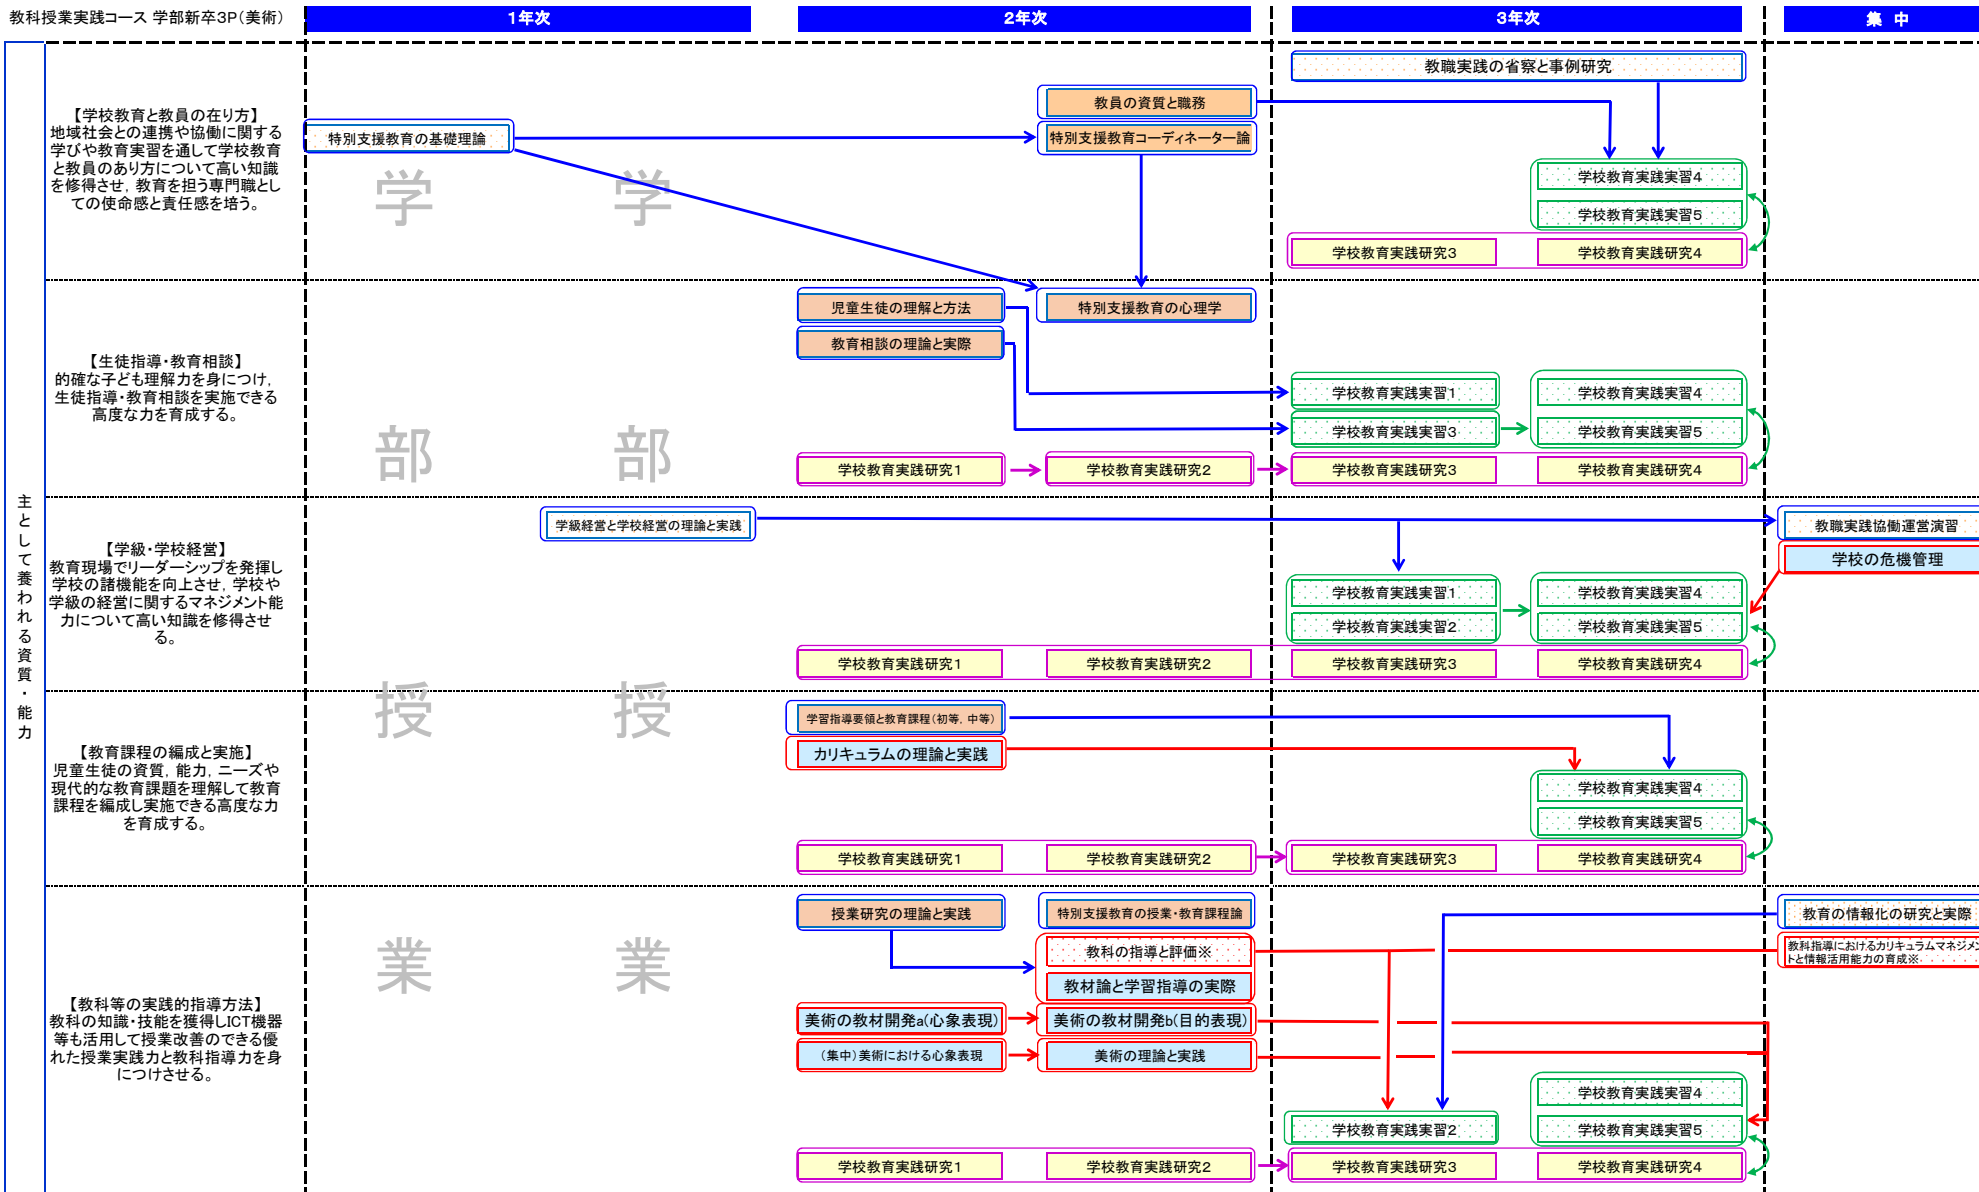 教科授業実践コース 学部新卒3P(美術)
1年次
2年次
3年次
集 中
主として養われる資質・能力
【学校教育と教員の在り方】
地域社会との連携や協働に関する
学びや教育実習を通して学校教育
と教員のあり方について高い知識
を修得させ，教育を担う専門職とし
ての使命感と責任感を培う。
教職実践の省察と事例研究
教員の資質と職務
特別支援教育の基礎理論
特別支援教育コーディネーター論
学校教育実践実習4
学校教育実践実習5
学校教育実践研究3
学校教育実践研究4
学
学
【生徒指導・教育相談】
的確な子ども理解力を身につけ，
生徒指導・教育相談を実施できる
高度な力を育成する。
児童生徒の理解と方法
特別支援教育の心理学
教育相談の理論と実際
学校教育実践実習1
学校教育実践実習4
学校教育実践実習3
学校教育実践実習5
学校教育実践研究1
学校教育実践研究2
学校教育実践研究3
学校教育実践研究4
部
部
【学級・学校経営】
教育現場でリーダーシップを発揮し
学校の諸機能を向上させ，学校や
学級の経営に関するマネジメント能
力について高い知識を修得させ
る。
学級経営と学校経営の理論と実践
教職実践協働運営演習
学校の危機管理
学校教育実践実習1
学校教育実践実習4
学校教育実践実習2
学校教育実践実習5
学校教育実践研究1
学校教育実践研究2
学校教育実践研究3
学校教育実践研究4
授
授
【教育課程の編成と実施】
児童生徒の資質，能力，ニーズや
現代的な教育課題を理解して教育
課程を編成し実施できる高度な力
を育成する。
学習指導要領と教育課程(初等，中等)
カリキュラムの理論と実践
学校教育実践実習4
学校教育実践実習5
学校教育実践研究1
学校教育実践研究2
学校教育実践研究3
学校教育実践研究4
業
業
【教科等の実践的指導方法】
教科の知識・技能を獲得しICT機器
等も活用して授業改善のできる優
れた授業実践力と教科指導力を身
につけさせる。
授業研究の理論と実践
特別支援教育の授業・教育課程論
教育の情報化の研究と実際
教科の指導と評価※
教科指導におけるカリキュラムマネジメン
トと情報活用能力の育成※
教材論と学習指導の実際
美術の教材開発a(心象表現)
美術の教材開発b(目的表現)
(集中)美術における心象表現
美術の理論と実践
学校教育実践実習4
学校教育実践実習2
学校教育実践実習5
学校教育実践研究1
学校教育実践研究2
学校教育実践研究3
学校教育実践研究4